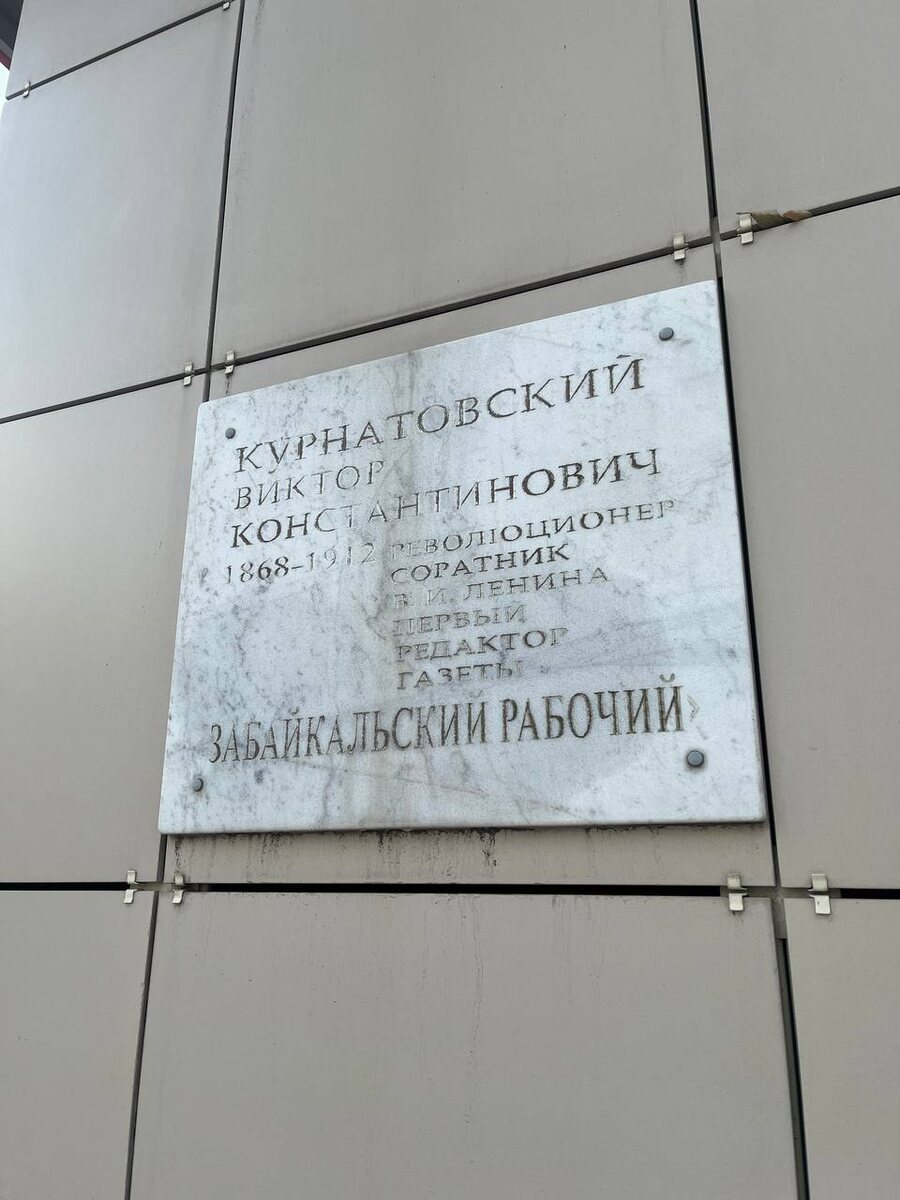 КУРНАТОВСКИЙ
ВИКТОР
КОНСТАНТИНОВИЧ
1868-1912 РЕВОЛЮЦИОНЕР
СОРАТНИК
В. И. ЛЕНИНА
ПЕРВЫЙ
РЕДАКТОР
ГАЗЕТЫ
ЗАБАЙКАЛЬСКИЙ РАБОЧИЙ»